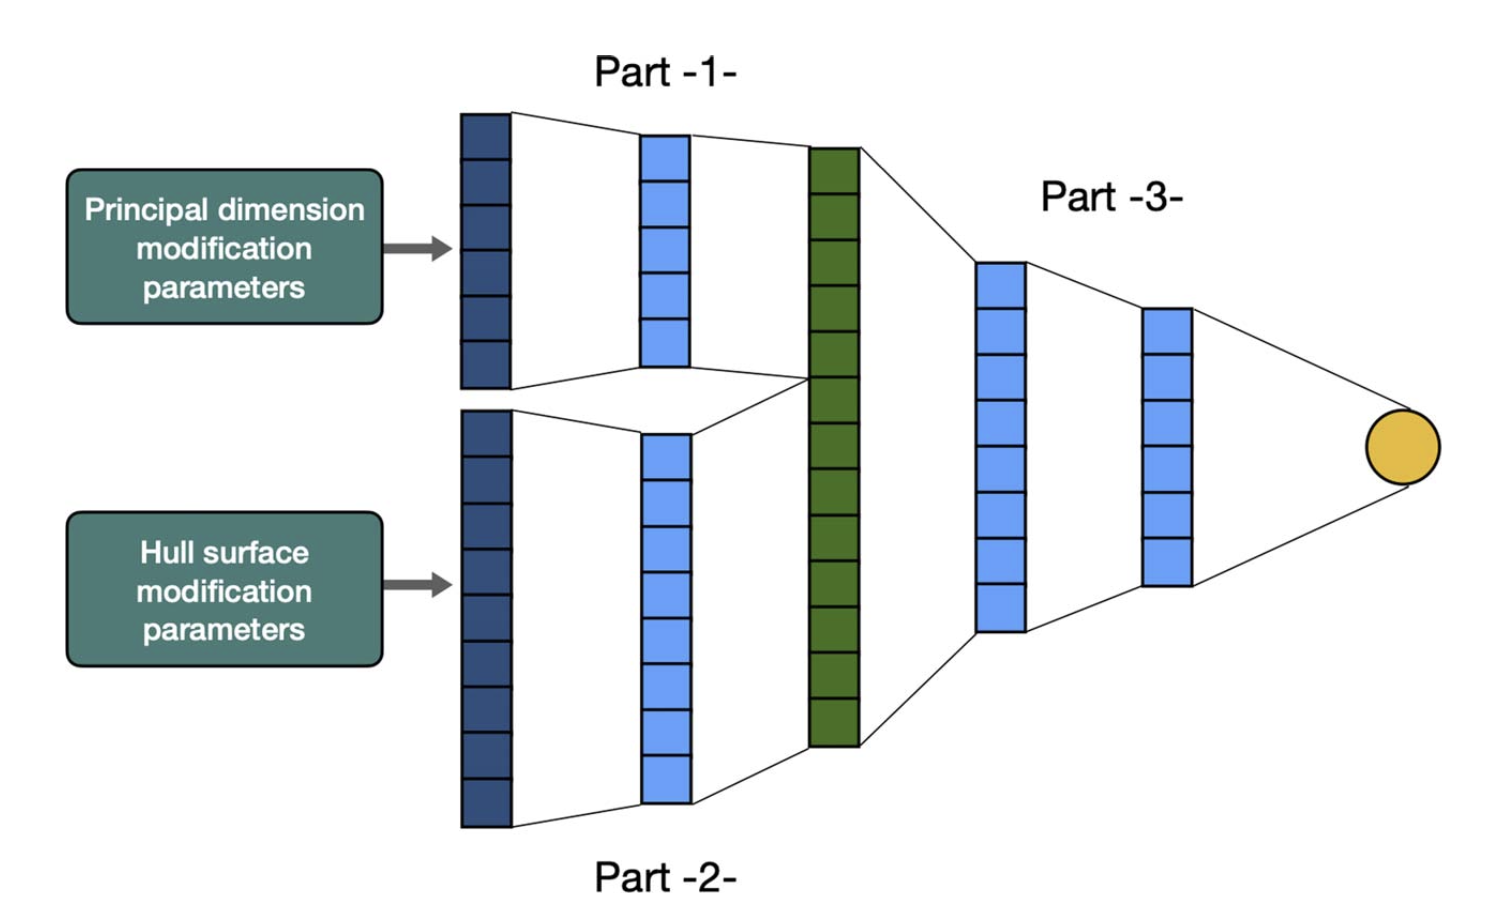 Part -1-
Principal dimension
modification
parameters
Part -3-
Hull surface
modification
parameters
Part -2-